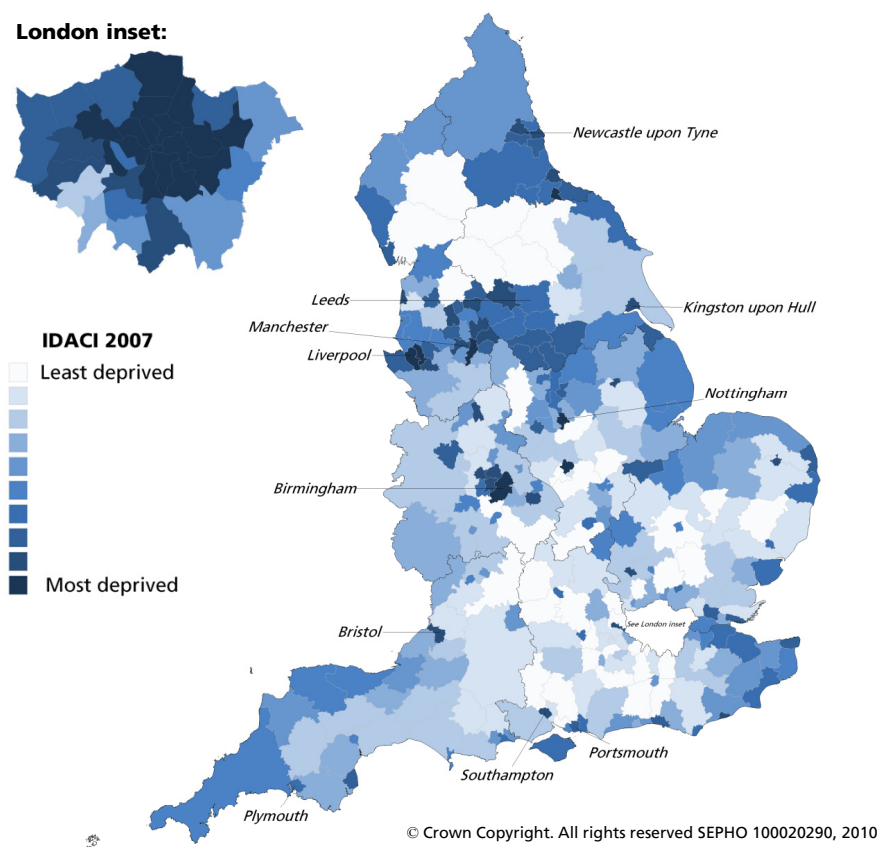 London inset:
Newcastle upon Tyne
Leeds
Kingston upon Hull
Manchester
IDACI 2007
Liverpool
Least deprived
Nottingham
Birmingham
Most deprived
See London inset
Bristol
Portsmouth
Southampton
Plymouth
© Crown Copyright. All rights reserved SEPHO 100020290, 2010